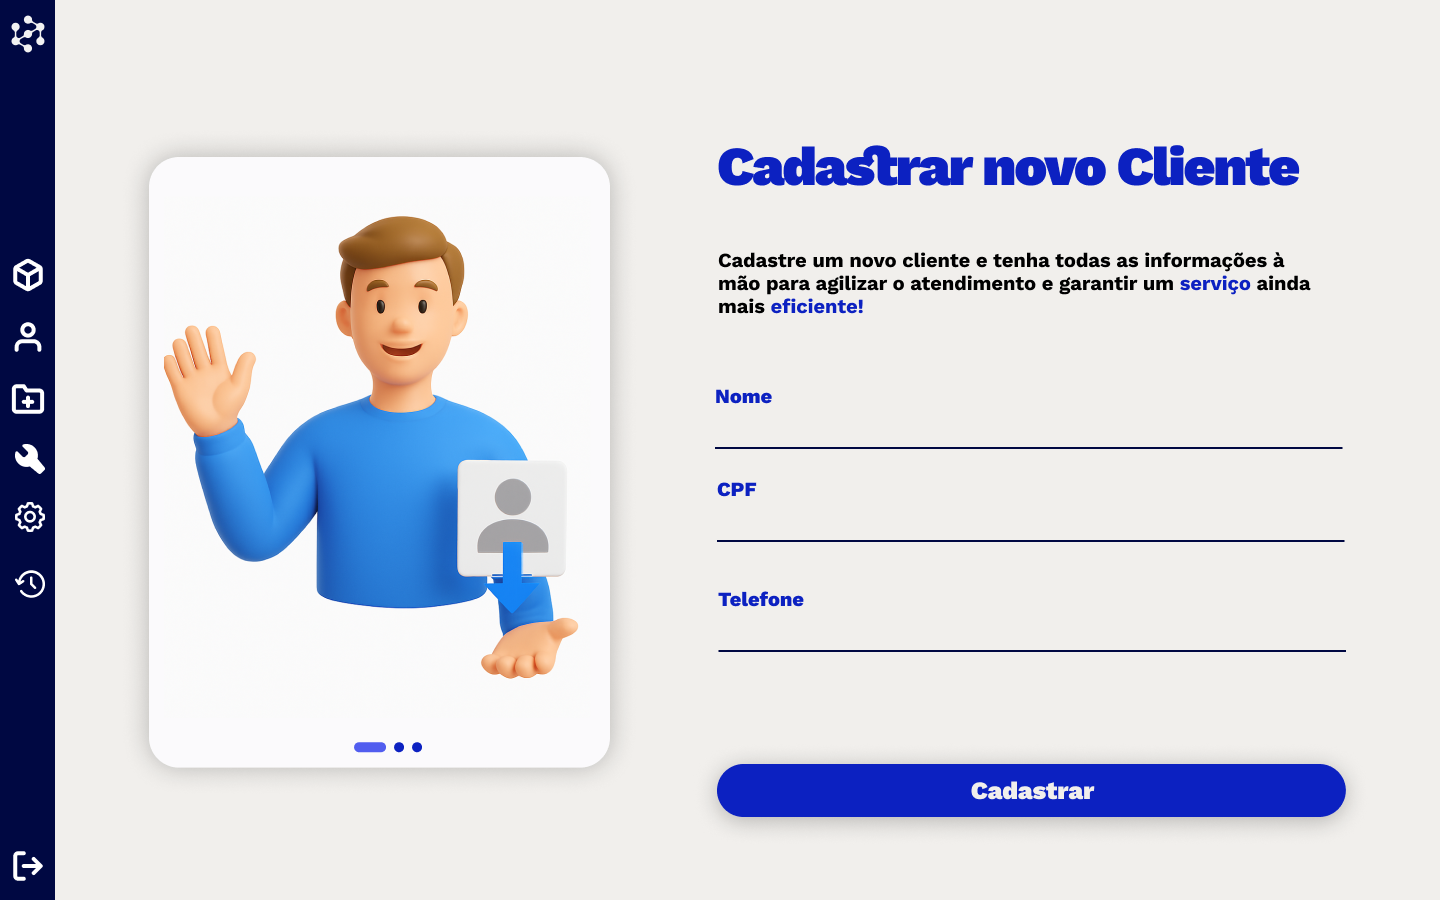 Cadastrar novo Cliente
Cadastre um novo cliente e tenha todas as informações à
mão para agilizar o atendimento e garantir um serviço ainda
mais eficiente!
Nome
CPF
Telefone
Cadastrar